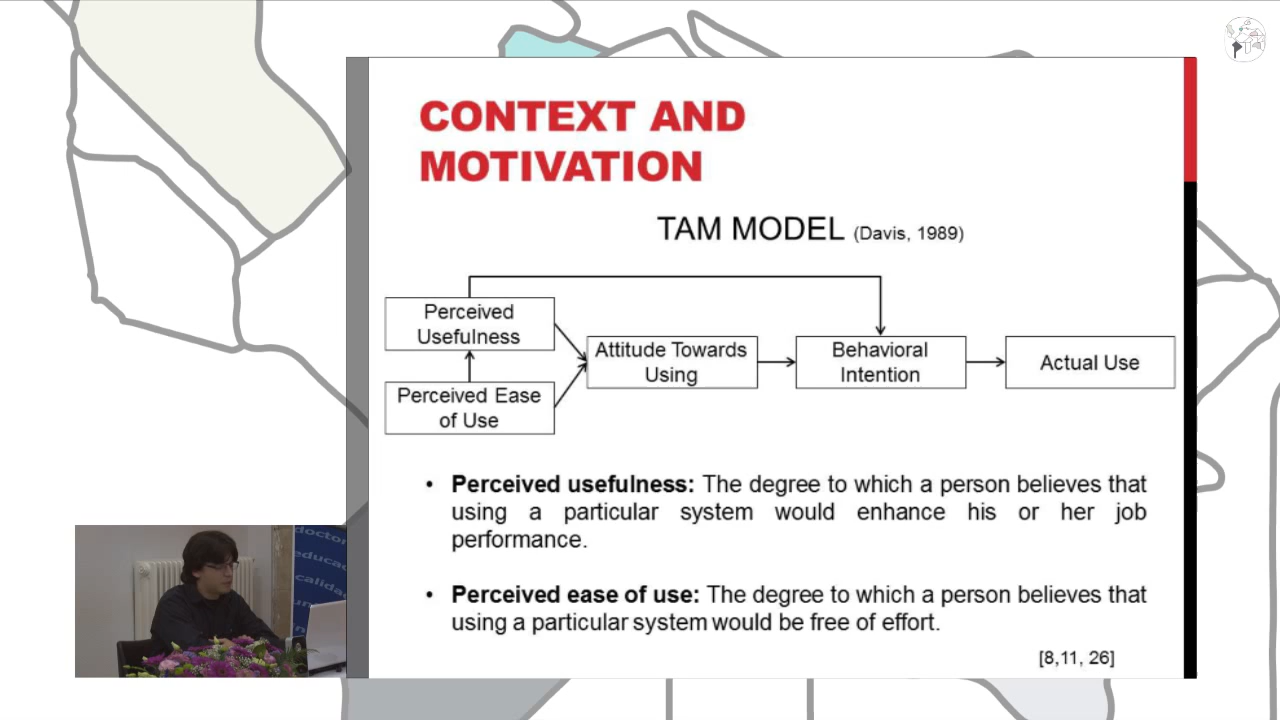 CONTEXT AND
MOTIVATION
TAM MODEL (Davis, 1989)
Perceived
Usefulness
Perceived Ease
of Use
Attitude Towards
Using
Behavioral
Intention
Actual Use
• Perceived usefulness: The degree to which a person believes that
using a particular system would enhance his or her job
performance.
• Perceived ease of use: The degree to which a person believes that
using a particular system would be free of effort.
[8,11, 26]
doctor
educac
calida